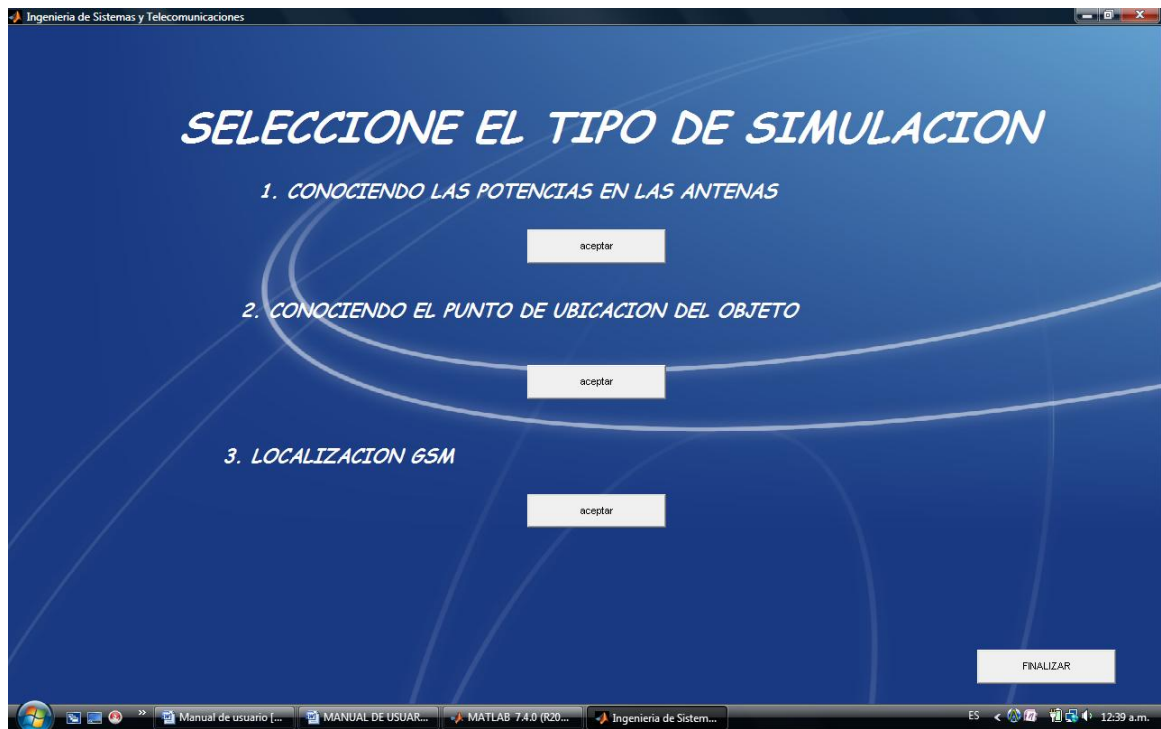 Ingenieria de Sistemas y Telecomunicaciones
SELECCIONE EL TIPO DE SIMULACION
1. CONOCIENDO LAS POTENCIAS EN LAS ANTENAS
aceptar
2. CONOCIENDO EL PUNTO DE UBICACION DEL OBJETO
aceptar
3. LOCALIZACION GSM
aceptar
FINALIZAR
Manual de usuario [... MANUAL DE USUAR... MATLAB 7.4.0 (R20... Ingenieria de Sistem... ES 12:39 a.m.